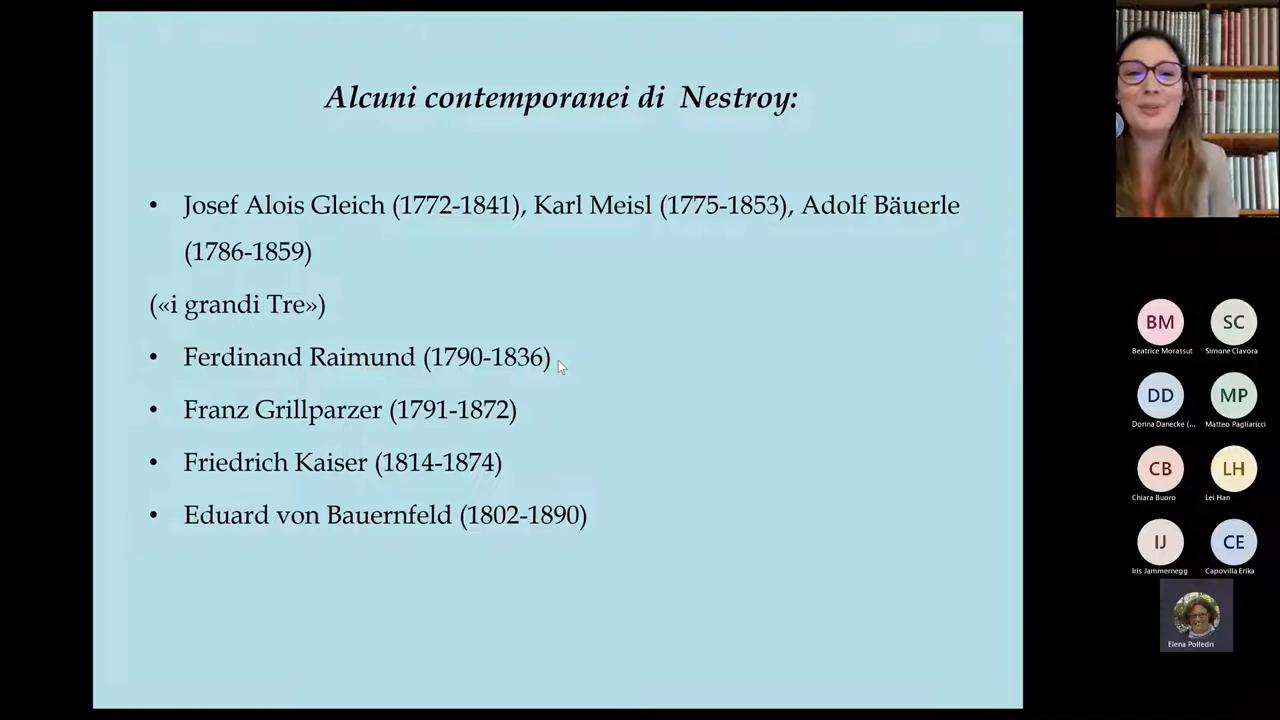 Alcuni contemporanei di Nestroy:
• Josef Alois Gleich (1772-1841), Karl Meisl (1775-1853), Adolf Bäuerle
(1786-1859)
(«i grandi Tre»)
• Ferdinand Raimund (1790-1836)
• Franz Grillparzer (1791-1872)
• Friedrich Kaiser (1814-1874)
• Eduard von Bauernfeld (1802-1890)
BM
Beatrice Morassut
SC
Simone Clavora
DD
Dorina Danecke (...
MP
Matteo Pagliaricci
CB
Chiara Buoro
LH
Lei Han
IJ
Iris Jammernegg
CE
Capovilla Erika
Elena Polledri